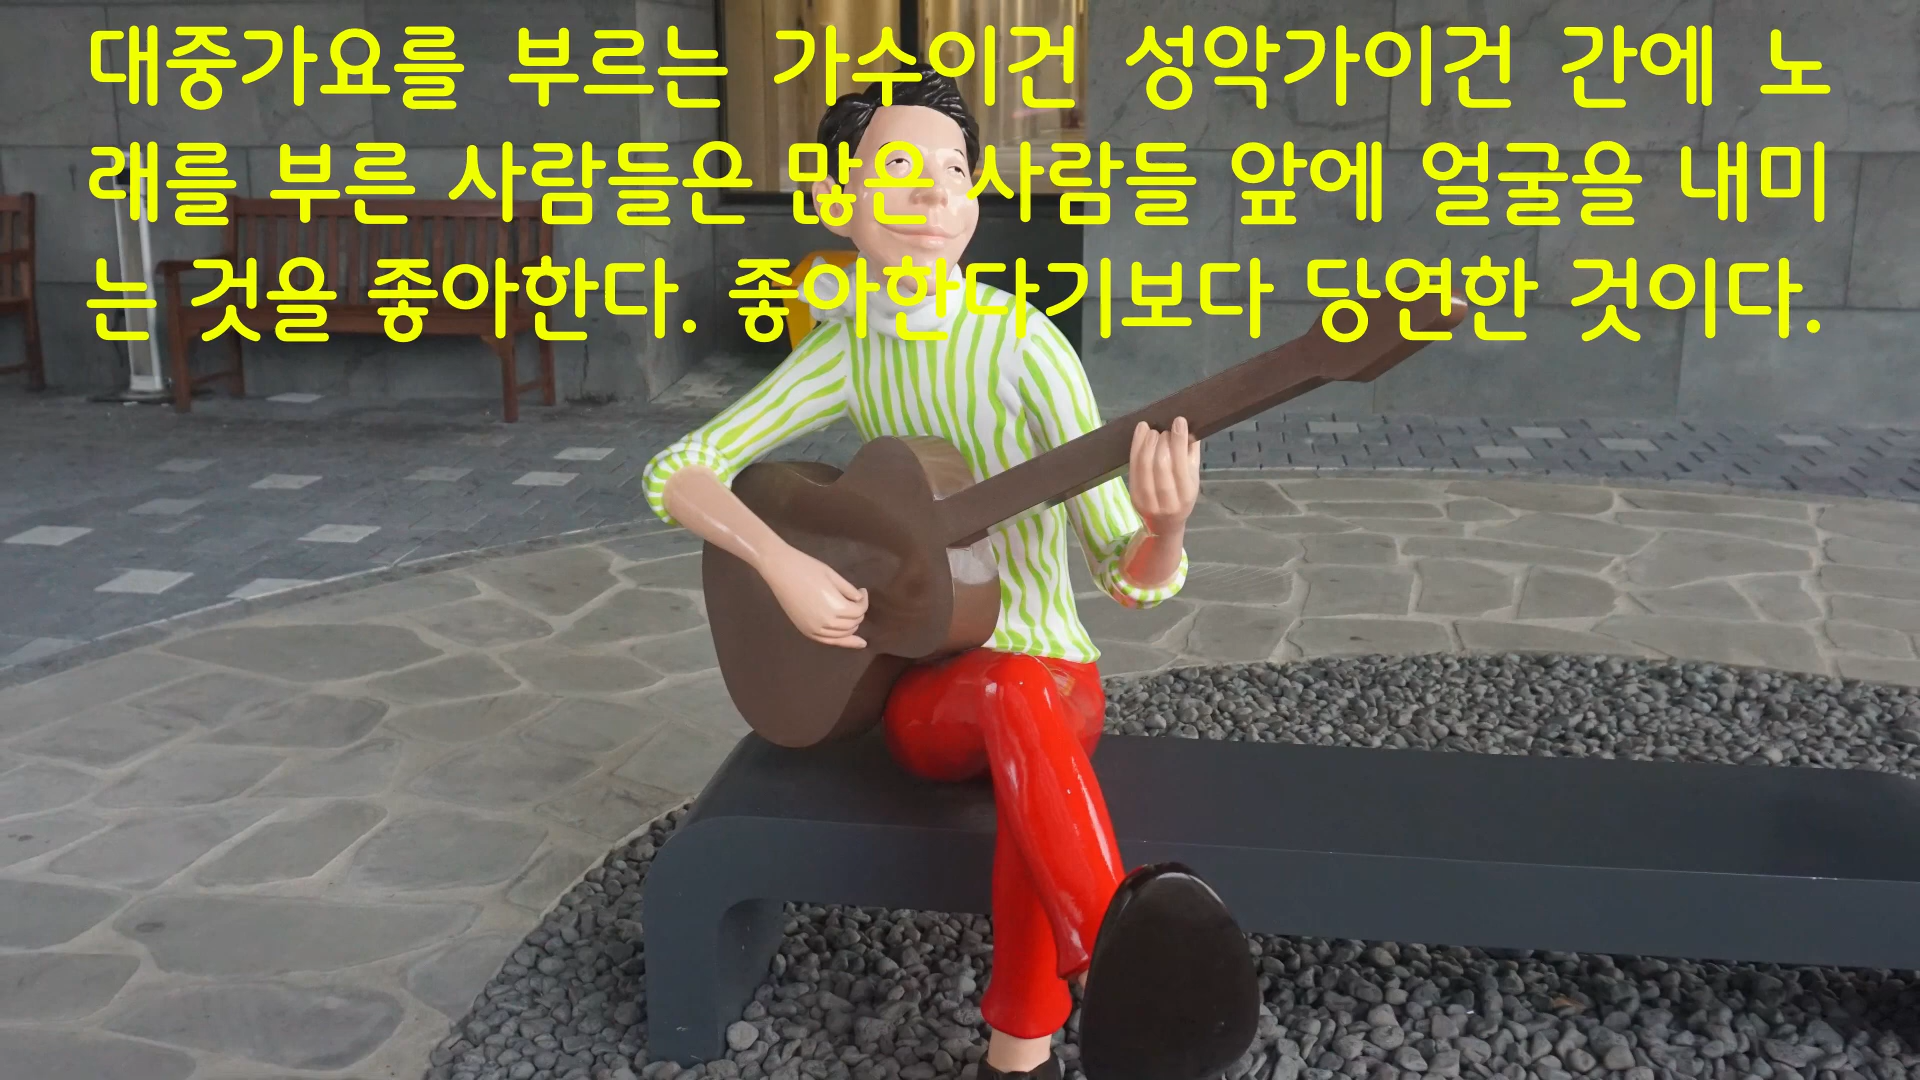 대중가요를 부르는 가수이건 성악가이건 간에 노
래를 부른 사람들은 많은 사람들 앞에 얼굴을 내미
는 것을 좋아한다. 좋아한다기보다 당연한 것이다.